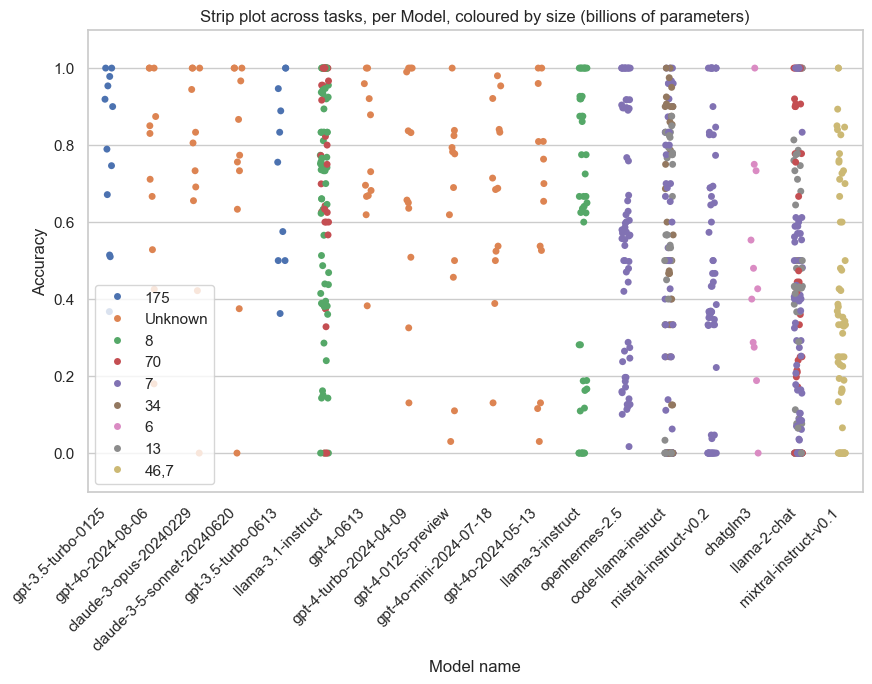 Strip plot across tasks, per Model, coloured by size (billions of parameters)
Accuracy
1.0
0.8
0.6
0.4
0.2
0.0
175
Unknown
8
70
7
34
6
13
46,7
gpt-3.5-turbo-0125
gpt-4o-2024-08-06
claude-3-opus-20240229
claude-3-5-sonnet-20240620
gpt-3.5-turbo-0613
llama-3.1-instruct
gpt-4-0613
gpt-4-turbo-2024-04-09
gpt-4-0125-preview
gpt-4o-mini-2024-07-18
gpt-4o-2024-05-13
llama-3-instruct
openhermes-2.5
code-llama-instruct
mistral-instruct-v0.2
chatglm3
llama-2-chat
mixtral-instruct-v0.1
Model name